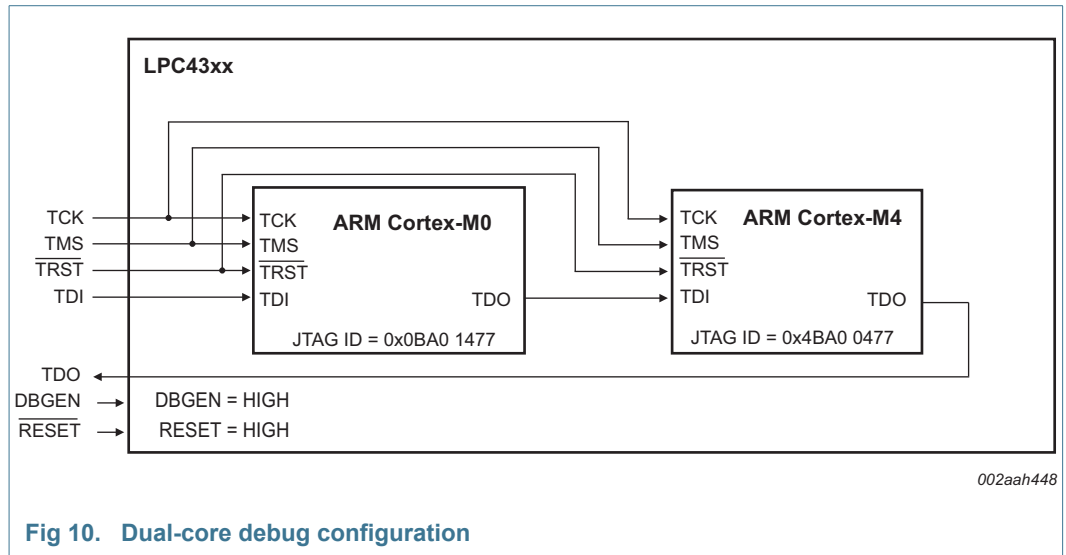 LPC43xx
TCK
TMS
TRST
TDI
TCK
TMS
TRST
TDI
ARM Cortex-M0
TDO
JTAG ID = 0x0BA0 1477
TCK
TMS
TRST
TDI
ARM Cortex-M4
TDO
JTAG ID = 0x4BA0 0477
TDO
DBGEN
RESET
DBGEN = HIGH
RESET = HIGH
002aah448
Fig 10. Dual-core debug configuration